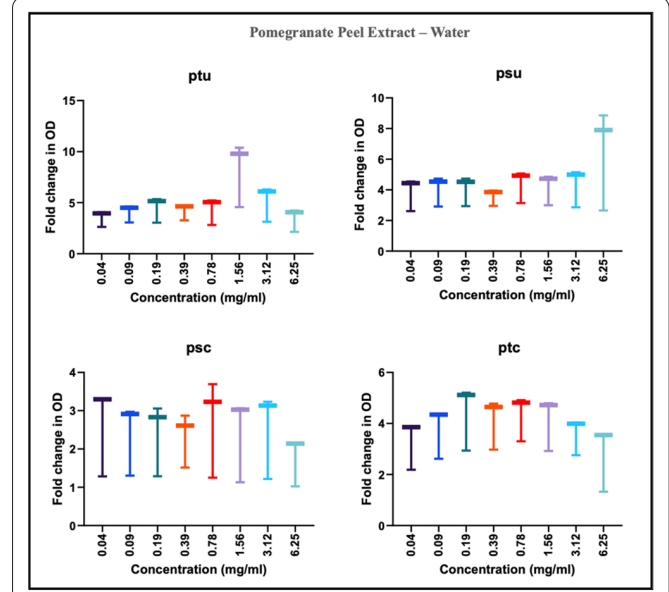 Pomegranate Peel Extract – Water
ptu
Fold change in OD
15
10
5
0
0.04 0.09 0.19 0.39 0.78 1.56 3.12 6.25
Concentration (mg/ml)
psu
Fold change in OD
10
8
6
4
2
0
0.04 0.09 0.19 0.39 0.78 1.56 3.12 6.25
Concentration (mg/ml)
psc
Fold change in OD
4
3
2
1
0
0.04 0.09 0.19 0.39 0.78 1.56 3.12 6.25
Concentration (mg/ml)
ptc
Fold change in OD
6
4
2
0
0.04 0.09 0.19 0.39 0.78 1.56 3.12 6.25
Concentration (mg/ml)